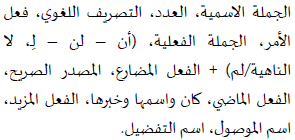 الجملة الاسمية، العدد، التصريف اللغوي، فعل
الأمر، الجملة الفعلية، (أن – لن – لِـ، لا
الناهية/لم) + الفعل المضارع، المصدر الصريح،
الفعل الماضي، كان واسمها وخبرها، الفعل المزيد،
اسم الموصول، اسم التفضيل.